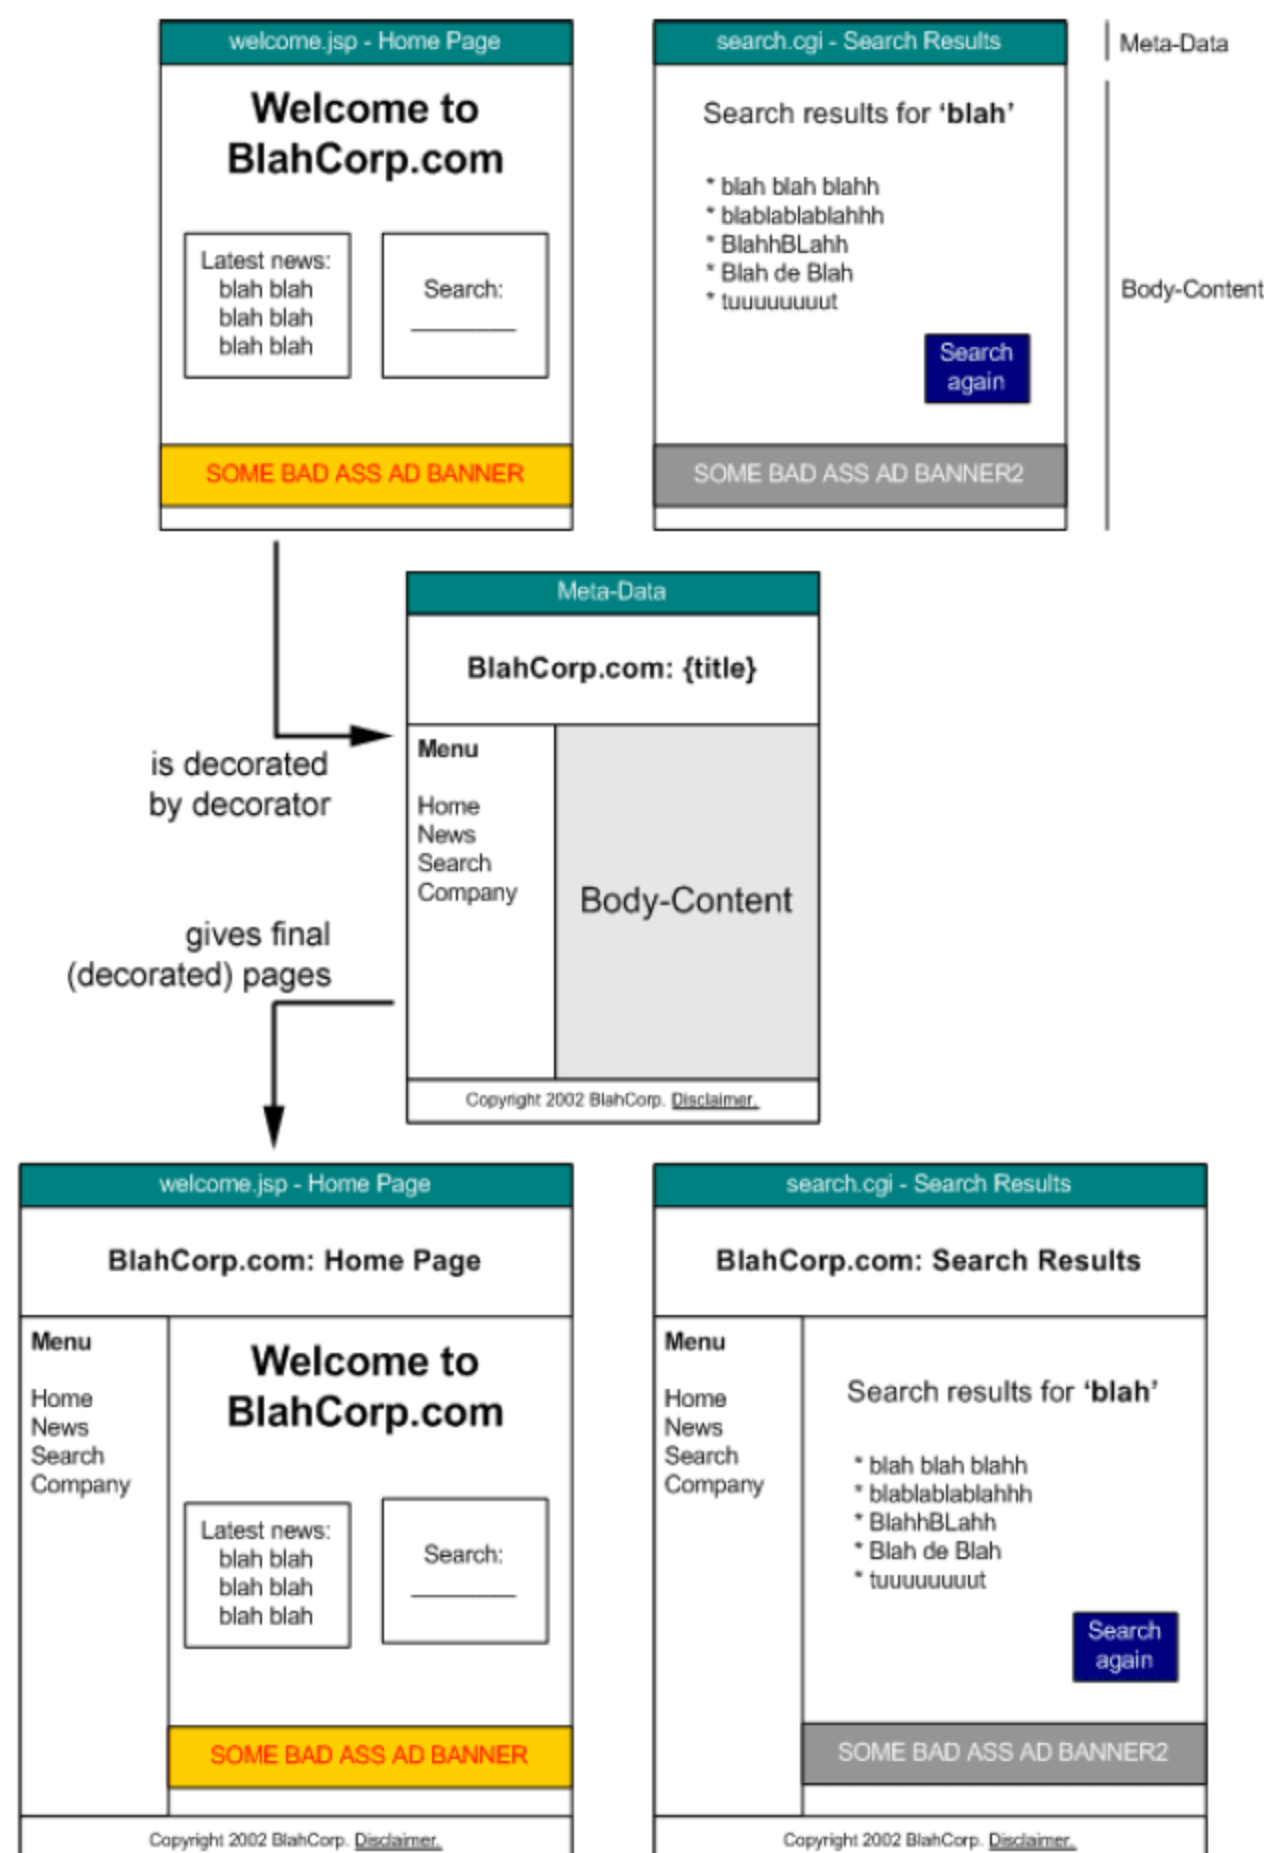 welcome.jsp - Home Page
Welcome to
BlahCorp.com
Latest news:
blah blah
blah blah
blah blah
Search:
SOME BAD ASS AD BANNER
search.cgi - Search Results
Search results for ‘blah’
* blah blah blahh
* blablablablahhh
* BlahhBLahh
* Blah de Blah
* tuuuuuuuut
Search
again
SOME BAD ASS AD BANNER2
Meta-Data
Body-Content
is decorated
by decorator
Meta-Data
BlahCorp.com: {title}
Menu
Home
News
Search
Company
Body-Content
Copyright 2002 BlahCorp. Disclaimer.
gives final
(decorated) pages
welcome.jsp - Home Page
BlahCorp.com: Home Page
Menu
Home
News
Search
Company
Welcome to
BlahCorp.com
Latest news:
blah blah
blah blah
blah blah
Search:
SOME BAD ASS AD BANNER
Copyright 2002 BlahCorp. Disclaimer.
search.cgi - Search Results
BlahCorp.com: Search Results
Menu
Home
News
Search
Company
Search results for ‘blah’
* blah blah blahh
* blablablablahhh
* BlahhBLahh
* Blah de Blah
* tuuuuuuuut
Search
again
SOME BAD ASS AD BANNER2
Copyright 2002 BlahCorp. Disclaimer.